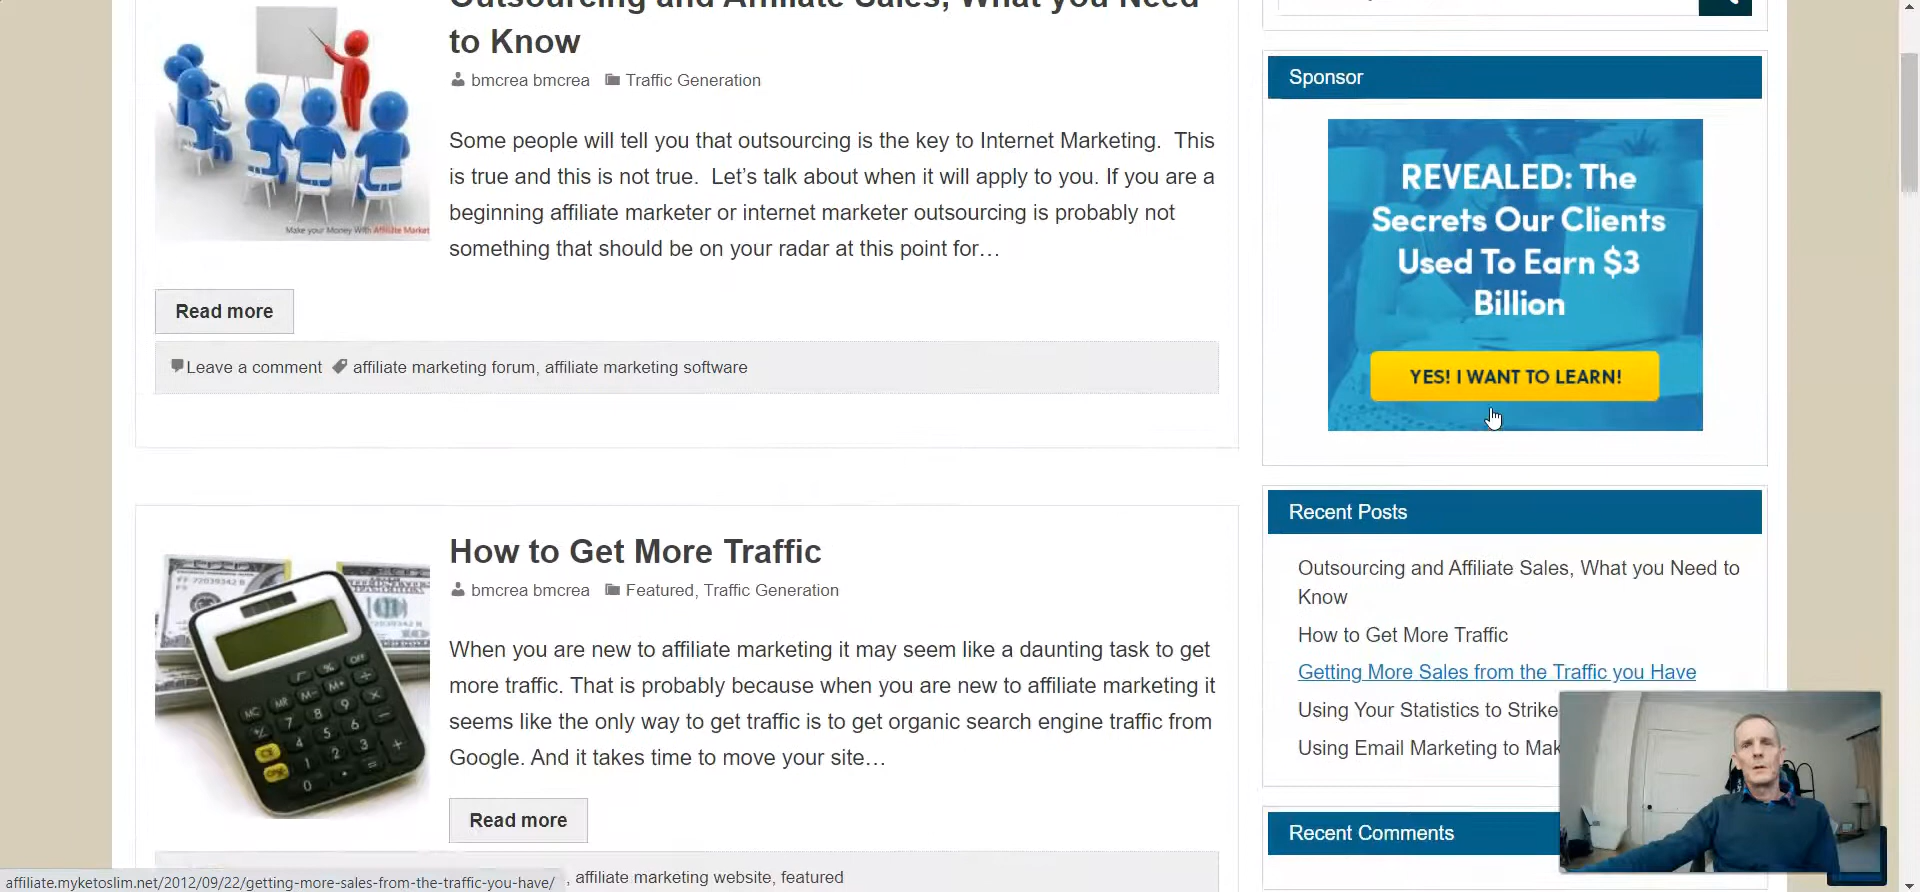 Outsourcing and Affiliate Sales, What you Need
to Know
bmcrea bmcrea Traffic Generation
Some people will tell you that outsourcing is the key to Internet Marketing. This
is true and this is not true. Let’s talk about when it will apply to you. If you are a
beginning affiliate marketer or internet marketer outsourcing is probably not
something that should be on your radar at this point for…
Make your Money With Affiliate Market
Read more
Leave a comment affiliate marketing forum, affiliate marketing software
How to Get More Traffic
bmcrea bmcrea Featured, Traffic Generation
When you are new to affiliate marketing it may seem like a daunting task to get
more traffic. That is probably because when you are new to affiliate marketing it
seems like the only way to get traffic is to get organic search engine traffic from
Google. And it takes time to move your site…
Read more
, affiliate marketing website, featured
Sponsor
REVEALED: The
Secrets Our Clients
Used To Earn $3
Billion
YES! I WANT TO LEARN!
Recent Posts
Outsourcing and Affiliate Sales, What you Need to
Know
How to Get More Traffic
Getting More Sales from the Traffic you Have
Using Your Statistics to Strike
Using Email Marketing to Mak
Recent Comments
affiliate.myketoslim.net/2012/09/22/getting-more-sales-from-the-traffic-you-have/